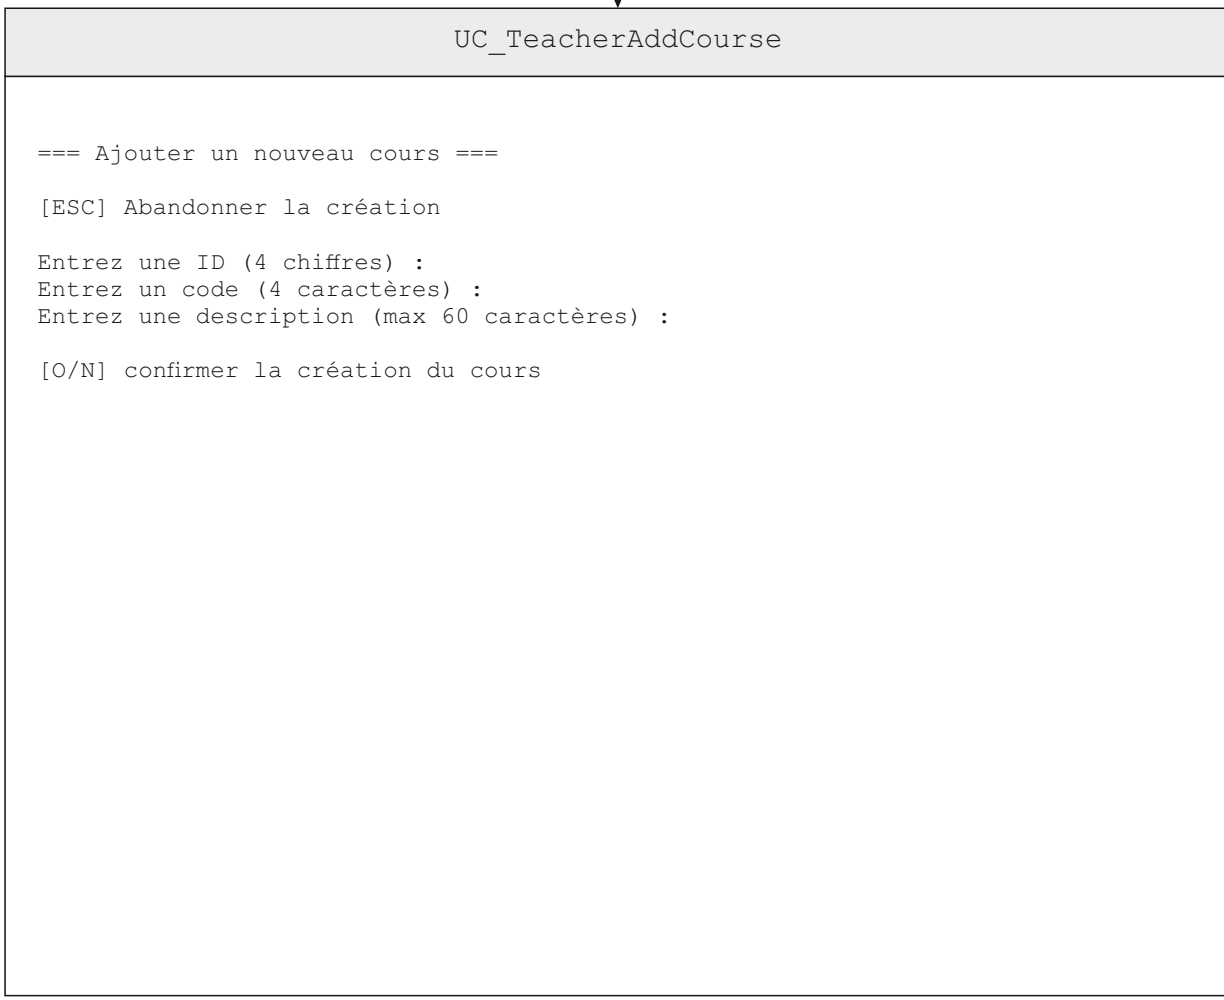 UC_TeacherAddCourse
=== Ajouter un nouveau cours ===
[ESC] Abandonner la création
Entrez une ID (4 chiffres) :
Entrez un code (4 caractères) :
Entrez une description (max 60 caractères) :
[O/N] confirmer la création du cours